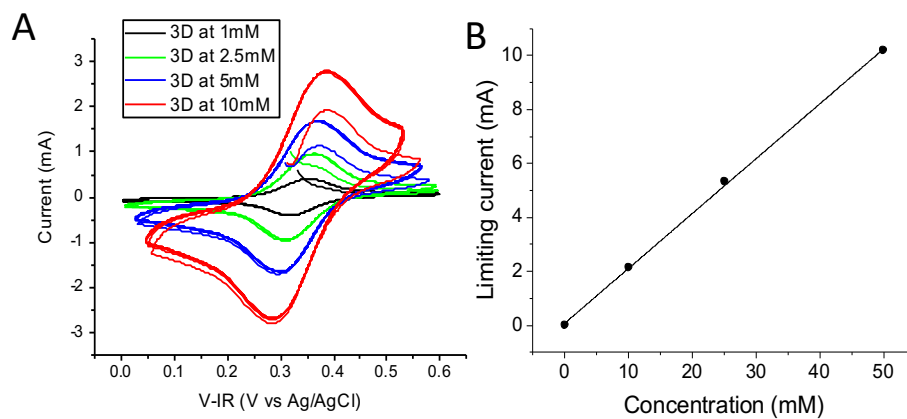 A
3D at 1mM
3D at 2.5mM
3D at 5mM
3D at 10mM
3
2
1
0
-1
-2
-3
Current (mA)
0.0 0.1 0.2 0.3 0.4 0.5 0.6
V-IR (V vs Ag/AgCl)
B
10
8
6
4
2
0
Limiting current (mA)
0 10 20 30 40 50
Concentration (mM)